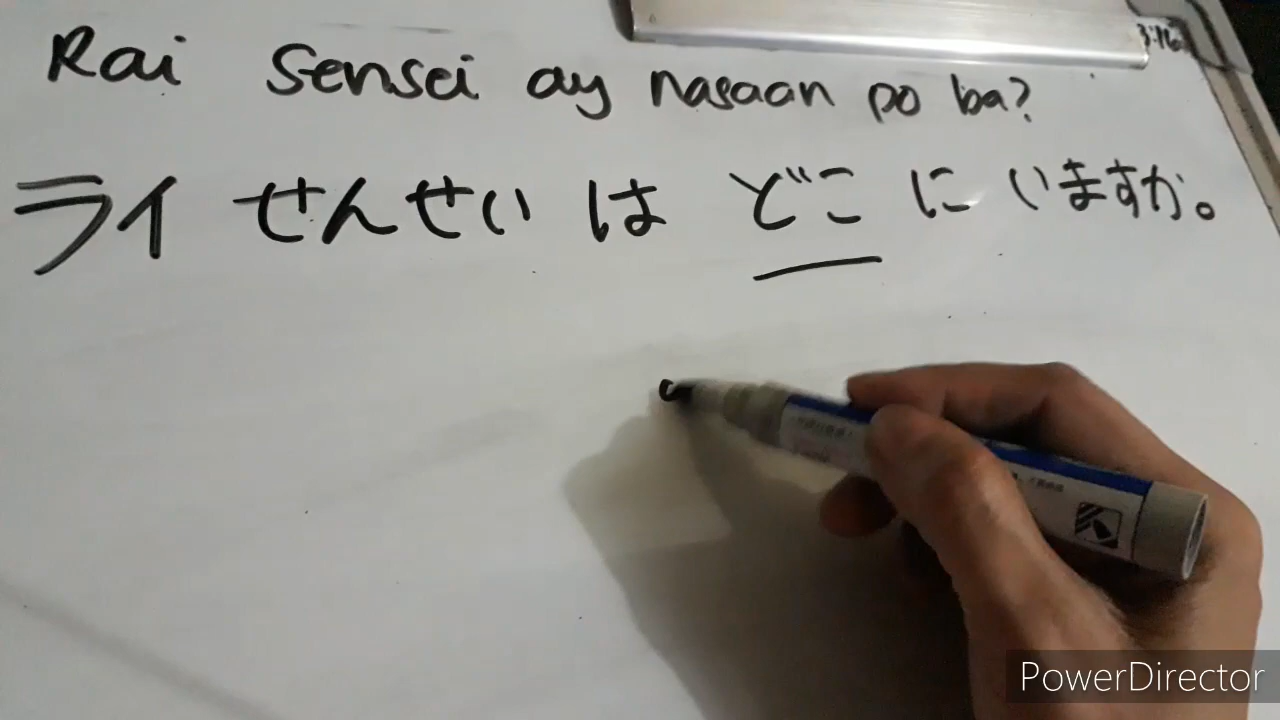 Rai Sensei ay nasaan po ba?
ライ せんせい は どこ に いますか。
PowerDirector